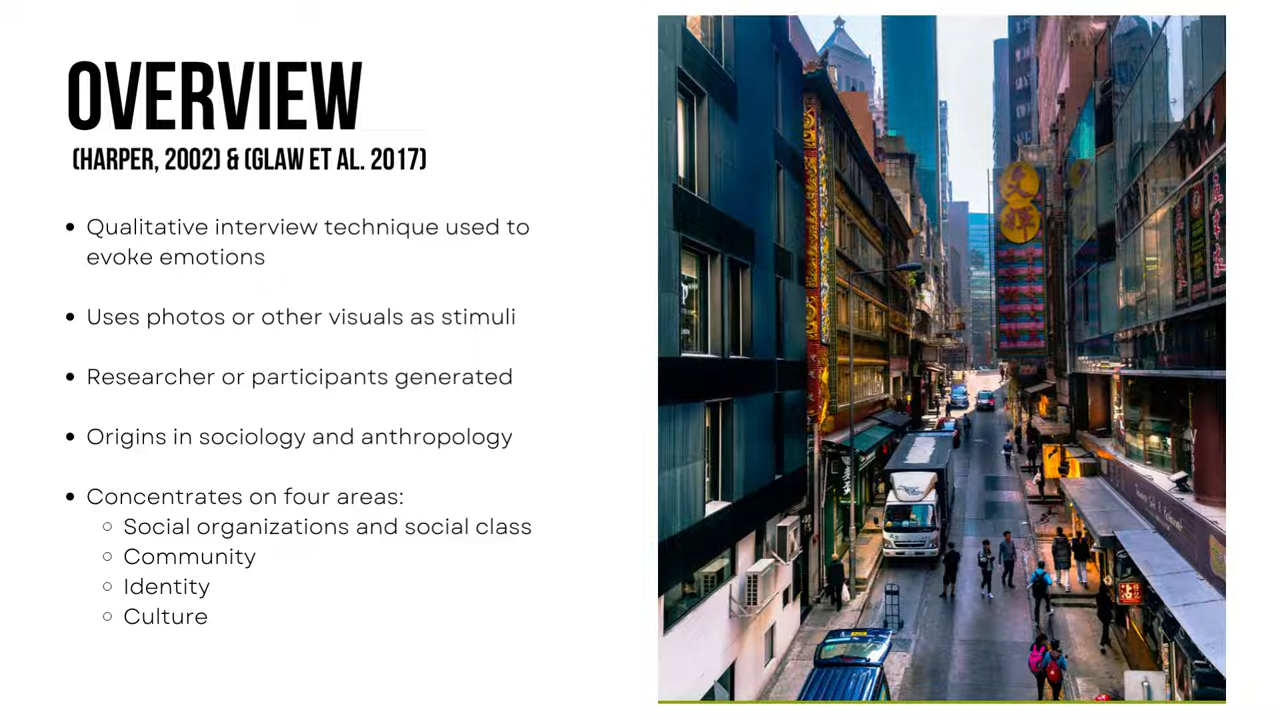 OVERVIEW
(HARPER, 2002) & (GLAW ET AL. 2017)
Qualitative interview technique used to
evoke emotions
Uses photos or other visuals as stimuli
Researcher or participants generated
Origins in sociology and anthropology
Concentrates on four areas:
Social organizations and social class
Community
Identity
Culture